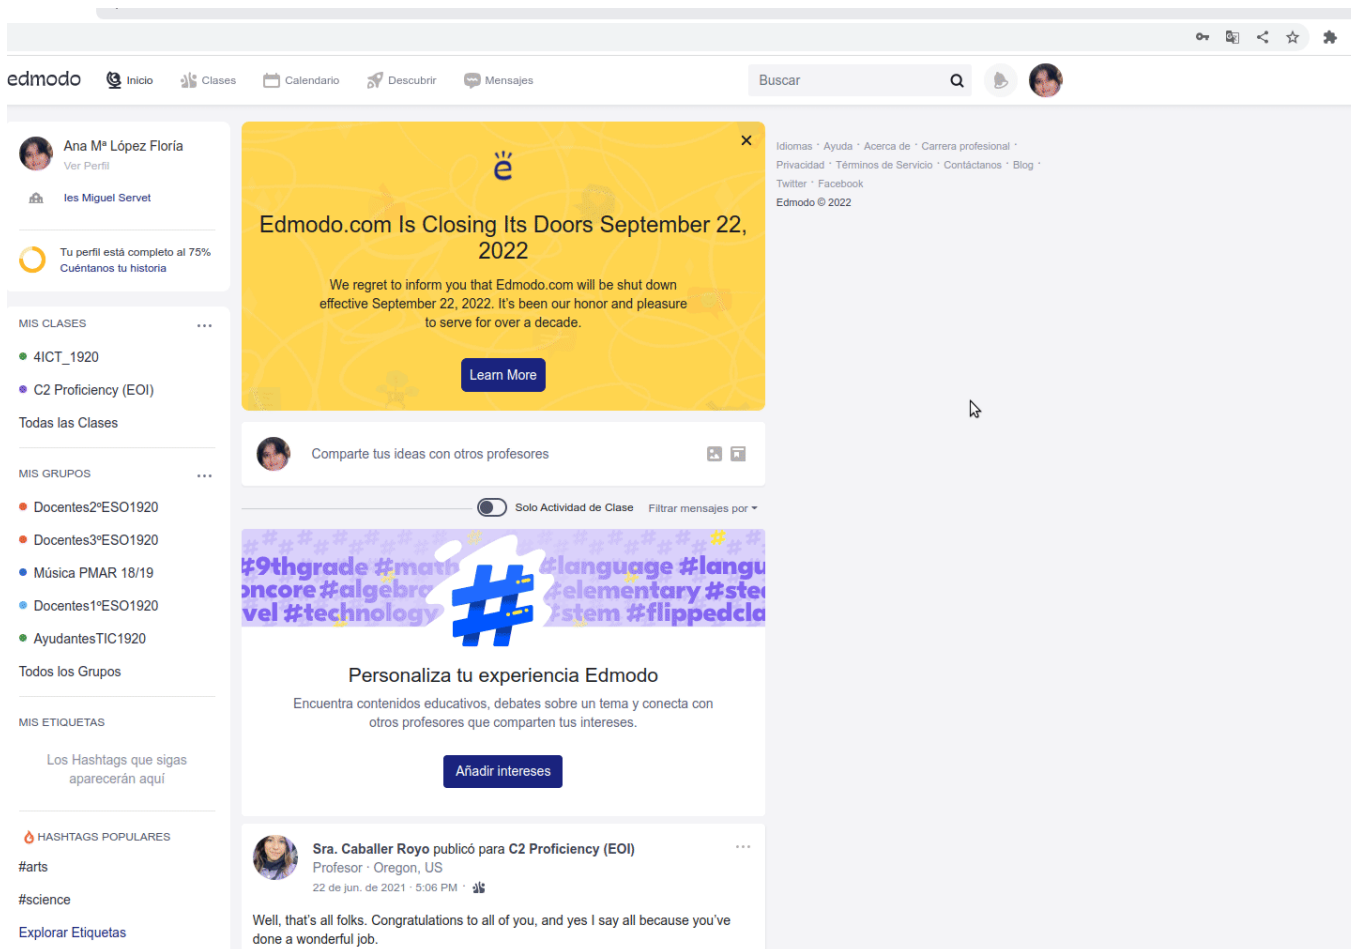 edmodo
Inicio
Clases
Calendario
Descubrir
Mensajes
Buscar
Ana Mª López Floría
Ver Perfil
Ies Miguel Servet
Tu perfil está completo al 75%
Cuéntanos tu historia
MIS CLASES
4ICT_1920
C2 Proficiency (EOI)
Todas las Clases
MIS GRUPOS
Docentes2ºESO1920
Docentes3ºESO1920
Música PMAR 18/19
Docentes1ºESO1920
AyudantesTIC1920
Todos los Grupos
MIS ETIQUETAS
Los Hashtags que sigas
aparecerán aquí
HASHTAGS POPULARES
#arts
#science
Explorar Etiquetas
ë
Edmodo.com Is Closing Its Doors September 22,
2022
We regret to inform you that Edmodo.com will be shut down
effective September 22, 2022. It's been our honor and pleasure
to serve for over a decade.
Learn More
Comparte tus ideas con otros profesores
Solo Actividad de Clase
Filtrar mensajes por
#9thgrade #math #language #langu
oncore #algebra #elementary #ste
vel #technology #stem #flippedcla
#
Personaliza tu experiencia Edmodo
Encuentra contenidos educativos, debates sobre un tema y conecta con
otros profesores que comparten tus intereses.
Añadir intereses
Sra. Caballer Royo publicó para C2 Proficiency (EOI)
Profesor · Oregon, US
22 de jun. de 2021 · 5:06 PM ·
Well, that's all folks. Congratulations to all of you, and yes I say all because you've
done a wonderful job.
Idiomas · Ayuda · Acerca de · Carrera profesional ·
Privacidad · Términos de Servicio · Contáctanos · Blog ·
Twitter · Facebook
Edmodo © 2022